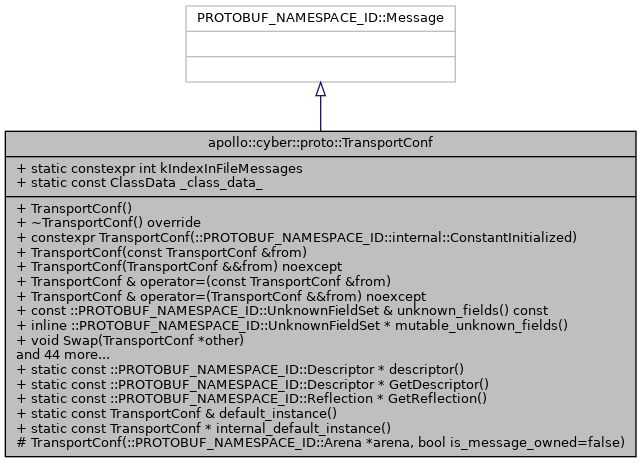 PROTOBUF_NAMESPACE_ID::Message
apollo::cyber::proto::TransportConf
+ static constexpr int kIndexInFileMessages
+ static const ClassData _class_data_
+ TransportConf()
+ ~TransportConf() override
+ constexpr TransportConf(::PROTOBUF_NAMESPACE_ID::internal::ConstantInitialized)
+ TransportConf(const TransportConf &from)
+ TransportConf(TransportConf &&from) noexcept
+ TransportConf & operator=(const TransportConf &from)
+ TransportConf & operator=(TransportConf &&from) noexcept
+ const ::PROTOBUF_NAMESPACE_ID::UnknownFieldSet & unknown_fields() const
+ inline ::PROTOBUF_NAMESPACE_ID::UnknownFieldSet * mutable_unknown_fields()
+ void Swap(TransportConf *other)
and 44 more...
+ static const ::PROTOBUF_NAMESPACE_ID::Descriptor * descriptor()
+ static const ::PROTOBUF_NAMESPACE_ID::Descriptor * GetDescriptor()
+ static const ::PROTOBUF_NAMESPACE_ID::Reflection * GetReflection()
+ static const TransportConf & default_instance()
+ static const TransportConf * internal_default_instance()
# TransportConf(::PROTOBUF_NAMESPACE_ID::Arena *arena, bool is_message_owned=false)